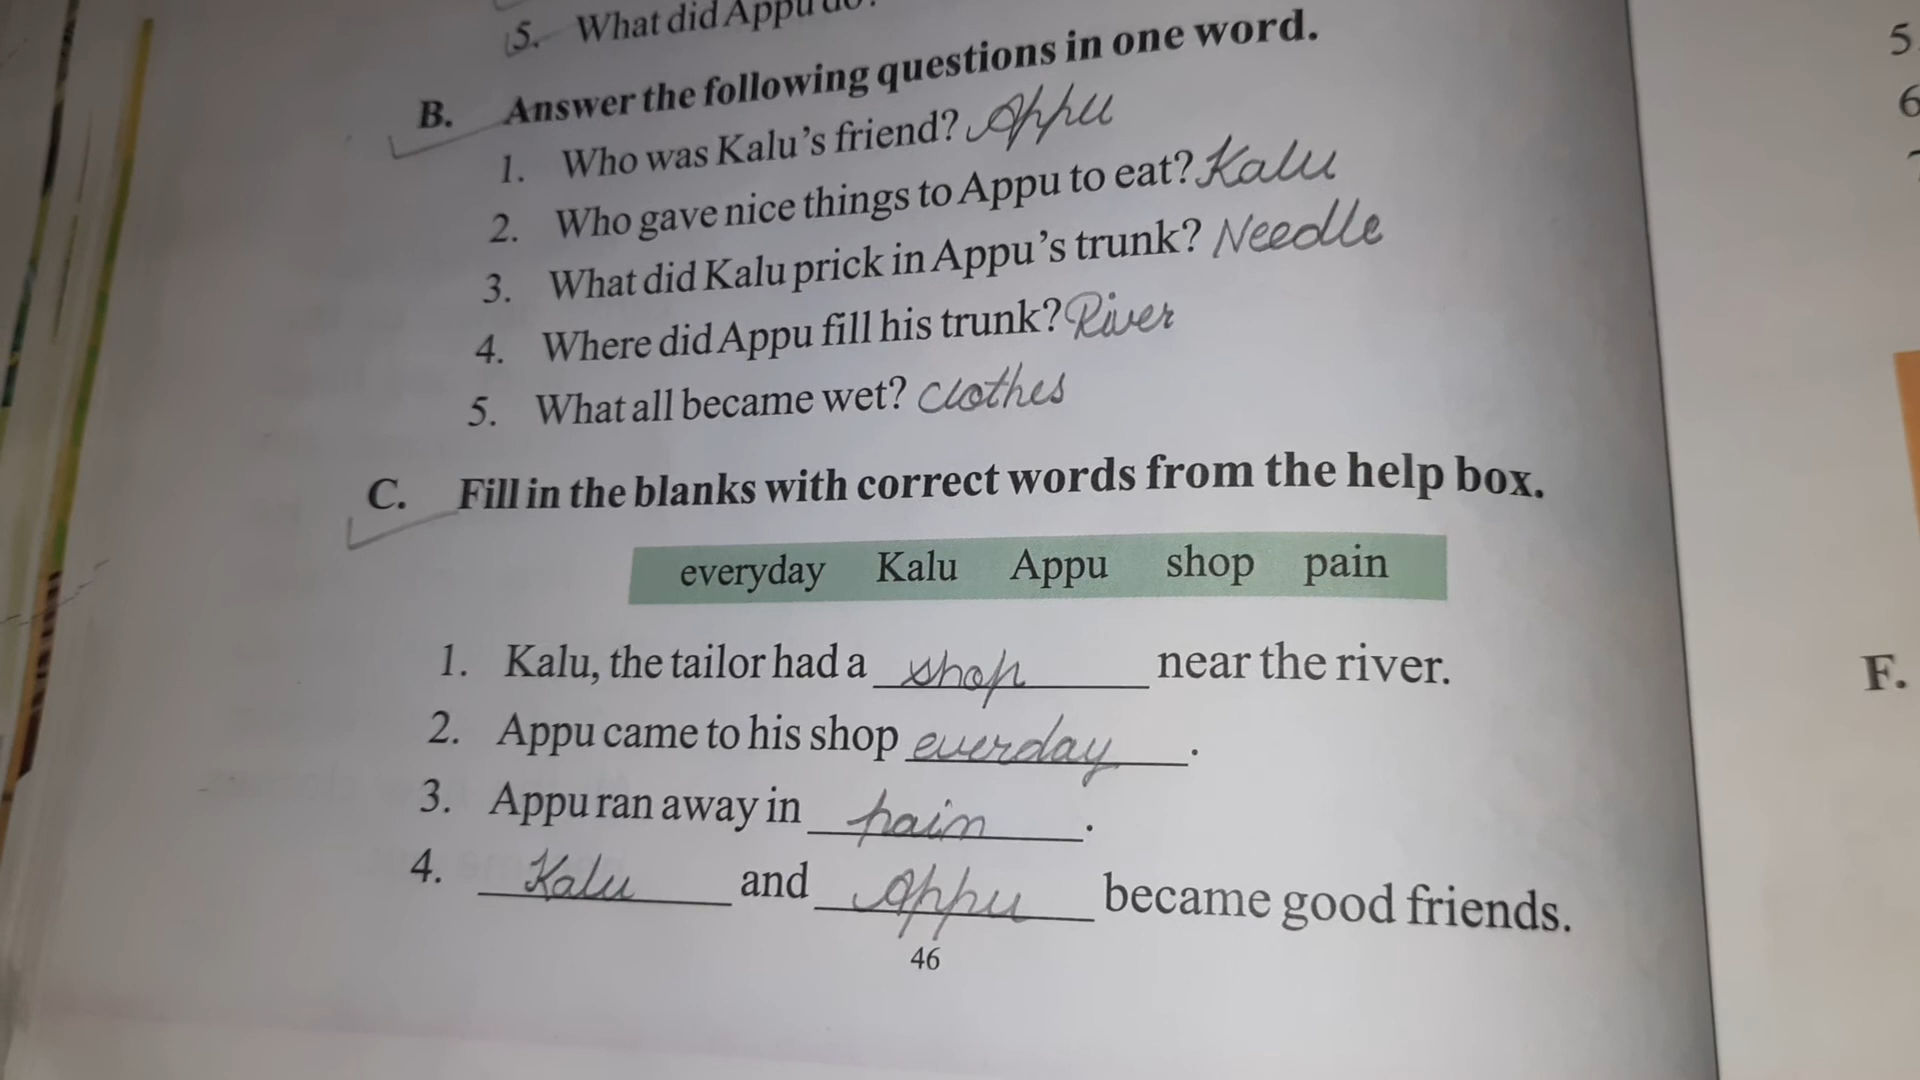 5. What did Appu do?
B. Answer the following questions in one word.
1. Who was Kalu's friend? Appu
2. Who gave nice things to Appu to eat? Kalu
3. What did Kalu prick in Appu's trunk? Needle
4. Where did Appu fill his trunk? River
5. What all became wet? Clothes
C. Fill in the blanks with correct words from the help box.
everyday Kalu Appu shop pain
1. Kalu, the tailor had a shop near the river.
2. Appu came to his shop everday.
3. Appu ran away in pain.
4. Kalu and Appu became good friends.
46
5
6
F.